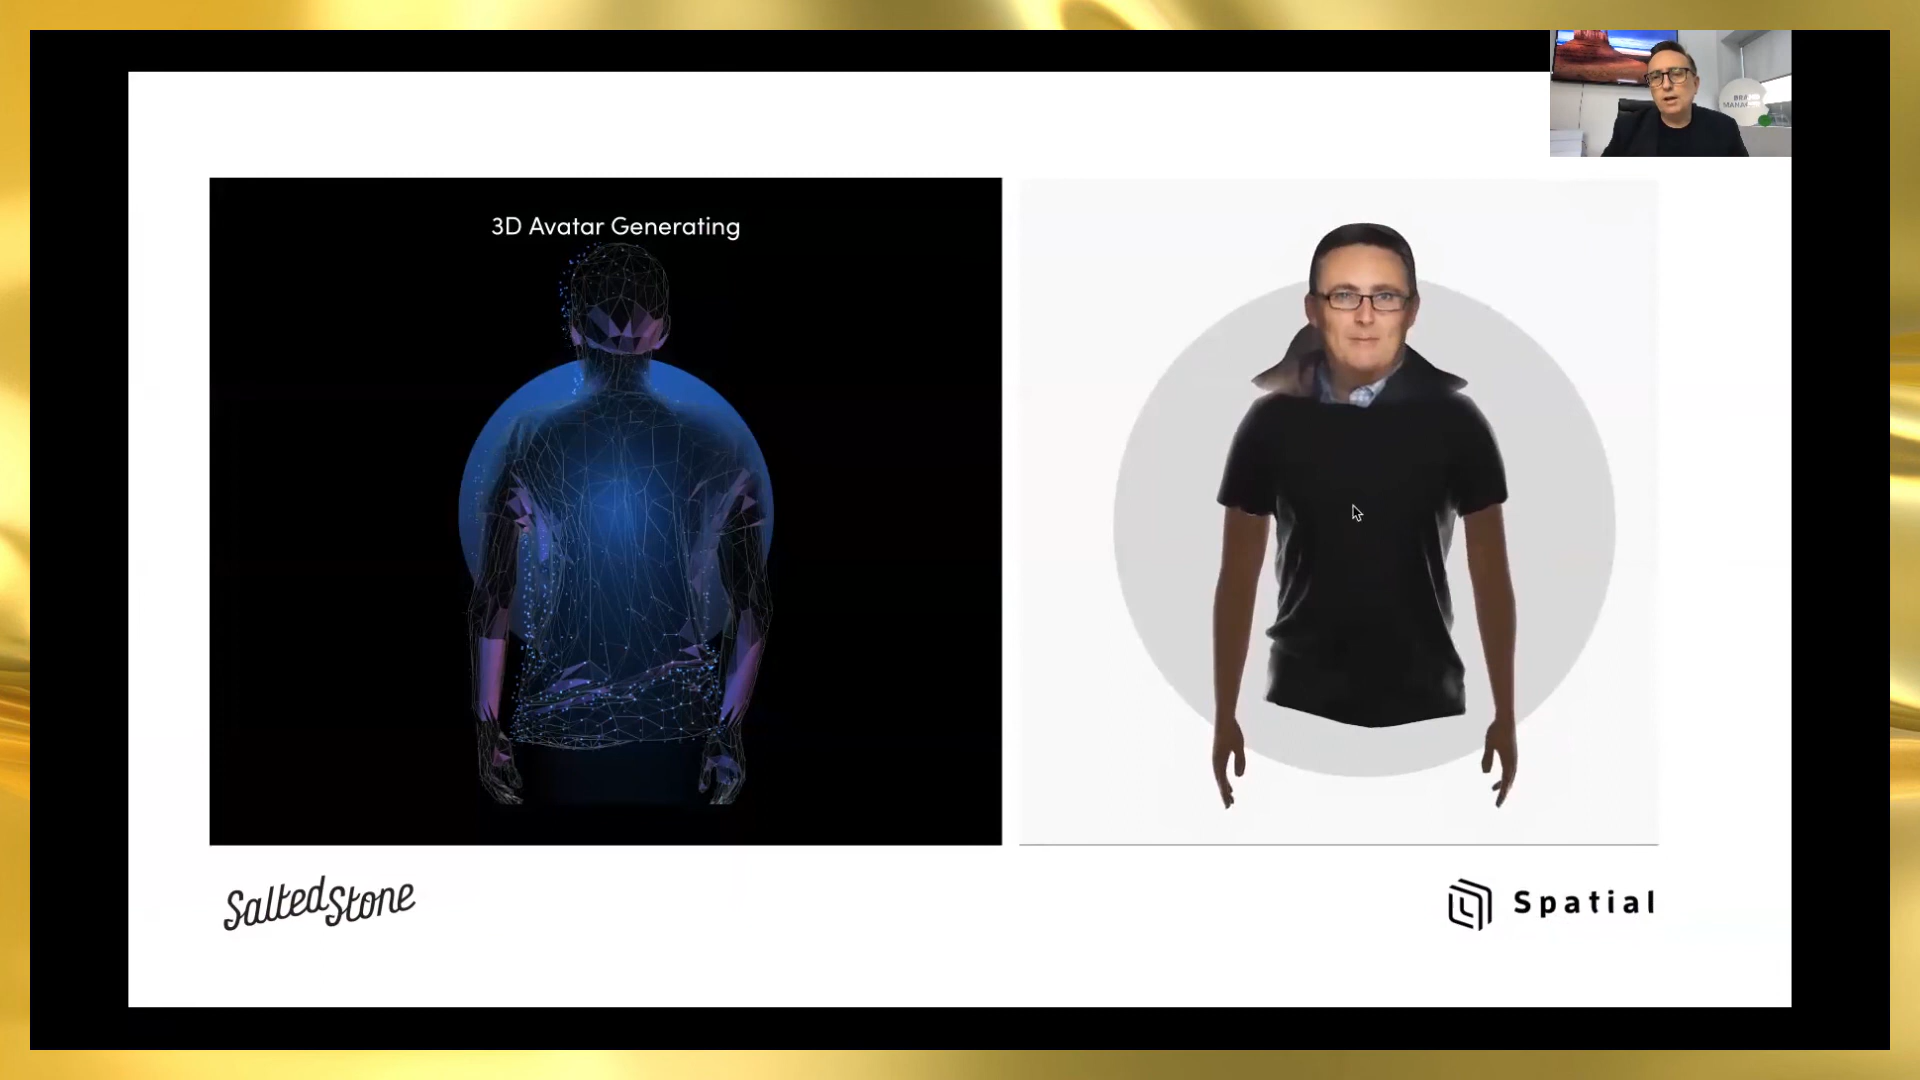 3D Avatar Generating
Salted Stone
Spatial